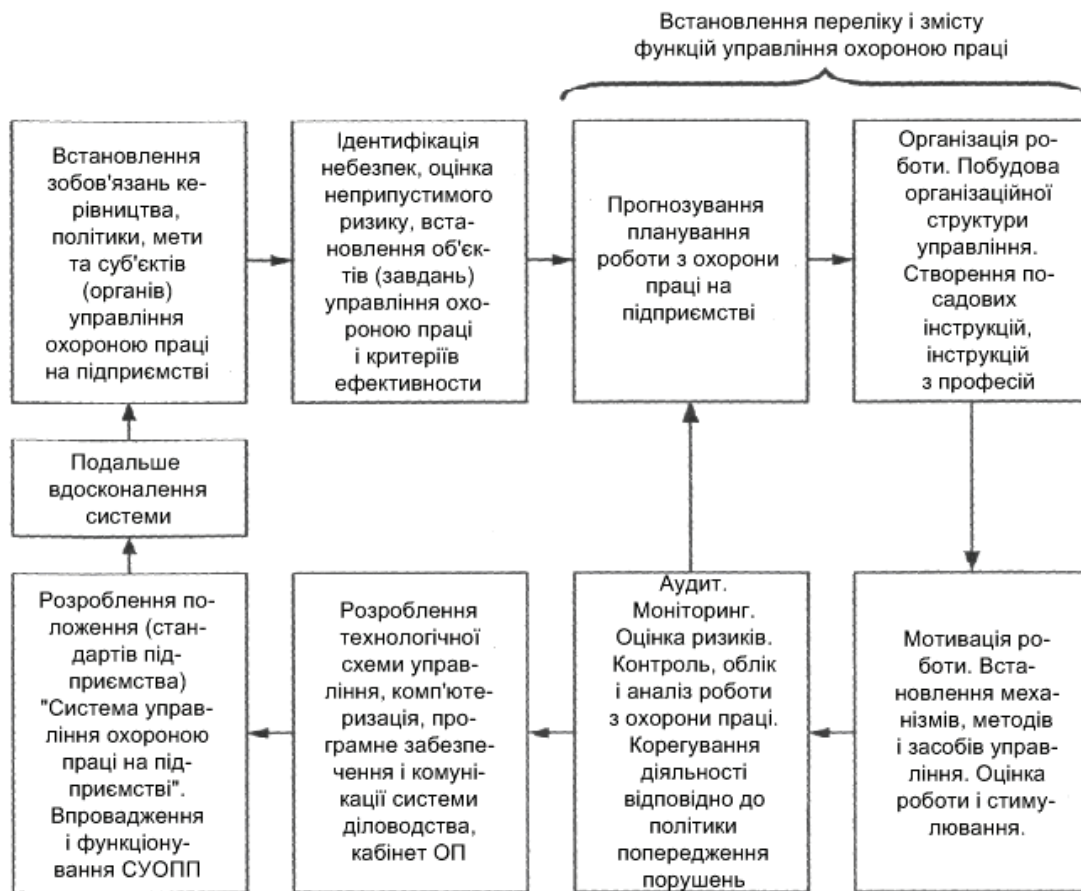 Встановлення переліку і змісту
функцій управління охороною праці
Встановлення
зобов'язань ке-
рівництва,
політики, мети
та суб'єктів
(органів)
управління
охороною праці
на підприємстві
Ідентифікація
небезпек, оцінка
неприпустимого
ризику, вста-
новлення об'єк-
тів (завдань)
управління охо-
роною праці
і критеріїв
ефективности
Прогнозування
планування
роботи з охорони
праці на
підприємстві
Організація ро-
боти. Побудова
організаційної
структури
управління.
Створення по-
садових
інструкцій,
інструкцій
з професій
Подальше
вдосконалення
системи
Розроблення по-
ложення (стан-
дартів під-
приємства)
"Система управ-
ління охороною
праці на під-
приємстві".
Впровадження
і функціону-
вання СУОПП
Розроблення
технологічної
схеми управ-
ління, комп'юте-
ризація, про-
грамне забезпе-
чення і комуні-
кації системи
діловодства,
кабінет ОП
Аудит.
Моніторинг.
Оцінка ризиків.
Контроль, облік
і аналіз роботи
з охорони праці.
Корегування
діяльності
відповідно до
політики
попередження
порушень
Мотивація ро-
боти. Вста-
новлення меха-
нізмів, методів
і засобів управ-
ління. Оцінка
роботи і стиму-
лювання.